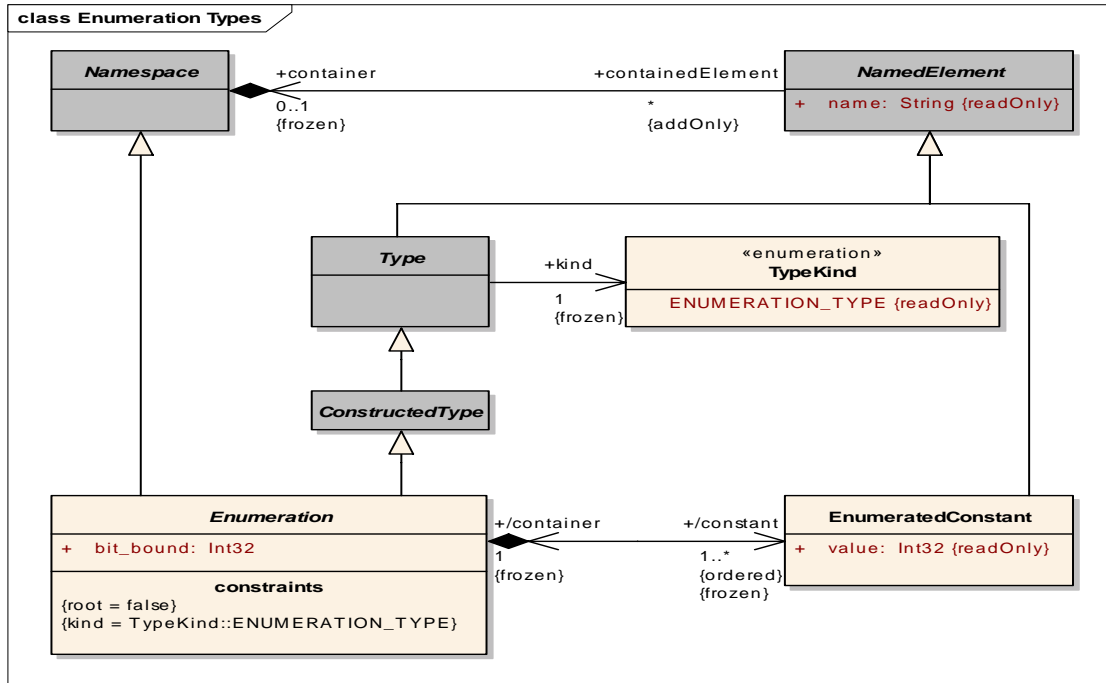 class Enumeration Types
Namespace
+container
0..1
{frozen}
+containedElement
*
{addOnly}
NamedElement
+ name: String {readOnly}
Type
+kind
1
{frozen}
«enumeration»
TypeKind
ENUMERATION_TYPE {readOnly}
ConstructedType
Enumeration
+ bit_bound: Int32
constraints
{root = false}
{kind = TypeKind::ENUMERATION_TYPE}
+/container
1
{frozen}
+/constant
1..*
{ordered}
{frozen}
EnumeratedConstant
+ value: Int32 {readOnly}